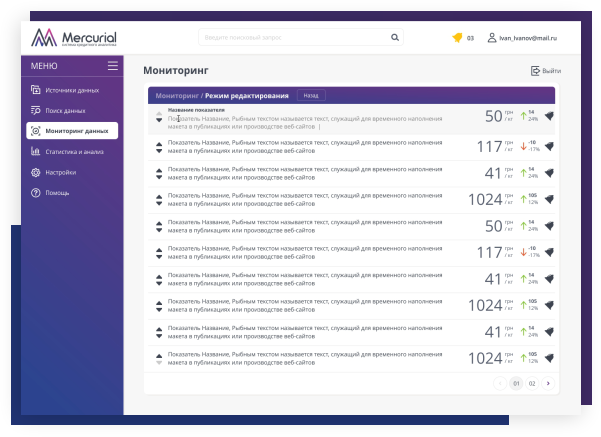 Mercurial
система кредитного аналитика
Введите поисковый запрос
03
ivan_ivanov@mail.ru
МЕНЮ
Источники данных
Поиск данных
Мониторинг данных
Статистика и анализ
Настройки
Помощь
Мониторинг
Выйти
Мониторинг / Режим редактирования
Назад
Название показателя
Показатель Название, Рыбным текстом называется текст, служащий для временного наполнения
макета в публикациях или производстве веб-сайтов |
50 грн / кг 14 24%
Показатель Название, Рыбным текстом называется текст, служащий для временного наполнения
макета в публикациях или производстве веб-сайтов
117 грн / кг -10 -17%
Показатель Название, Рыбным текстом называется текст, служащий для временного наполнения
макета в публикациях или производстве веб-сайтов
41 грн / кг 14 24%
Показатель Название, Рыбным текстом называется текст, служащий для временного наполнения
макета в публикациях или производстве веб-сайтов
1024 грн / кг 105 12%
Показатель Название, Рыбным текстом называется текст, служащий для временного наполнения
макета в публикациях или производстве веб-сайтов
50 грн / кг 14 24%
Показатель Название, Рыбным текстом называется текст, служащий для временного наполнения
макета в публикациях или производстве веб-сайтов
117 грн / кг -10 -17%
Показатель Название, Рыбным текстом называется текст, служащий для временного наполнения
макета в публикациях или производстве веб-сайтов
41 грн / кг 14 24%
Показатель Название, Рыбным текстом называется текст, служащий для временного наполнения
макета в публикациях или производстве веб-сайтов
1024 грн / кг 105 12%
Показатель Название, Рыбным текстом называется текст, служащий для временного наполнения
макета в публикациях или производстве веб-сайтов
41 грн / кг 14 24%
Показатель Название, Рыбным текстом называется текст, служащий для временного наполнения
макета в публикациях или производстве веб-сайтов
1024 грн / кг 105 12%
‹ 01 02 ›